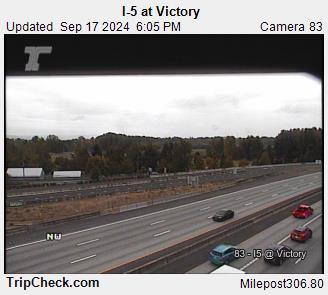 I-5 at Victory
Updated Sep 17 2024 6:05 PM Camera 83
T
NW
83 - I5 @ Victory
TripCheck.com Milepost306.80